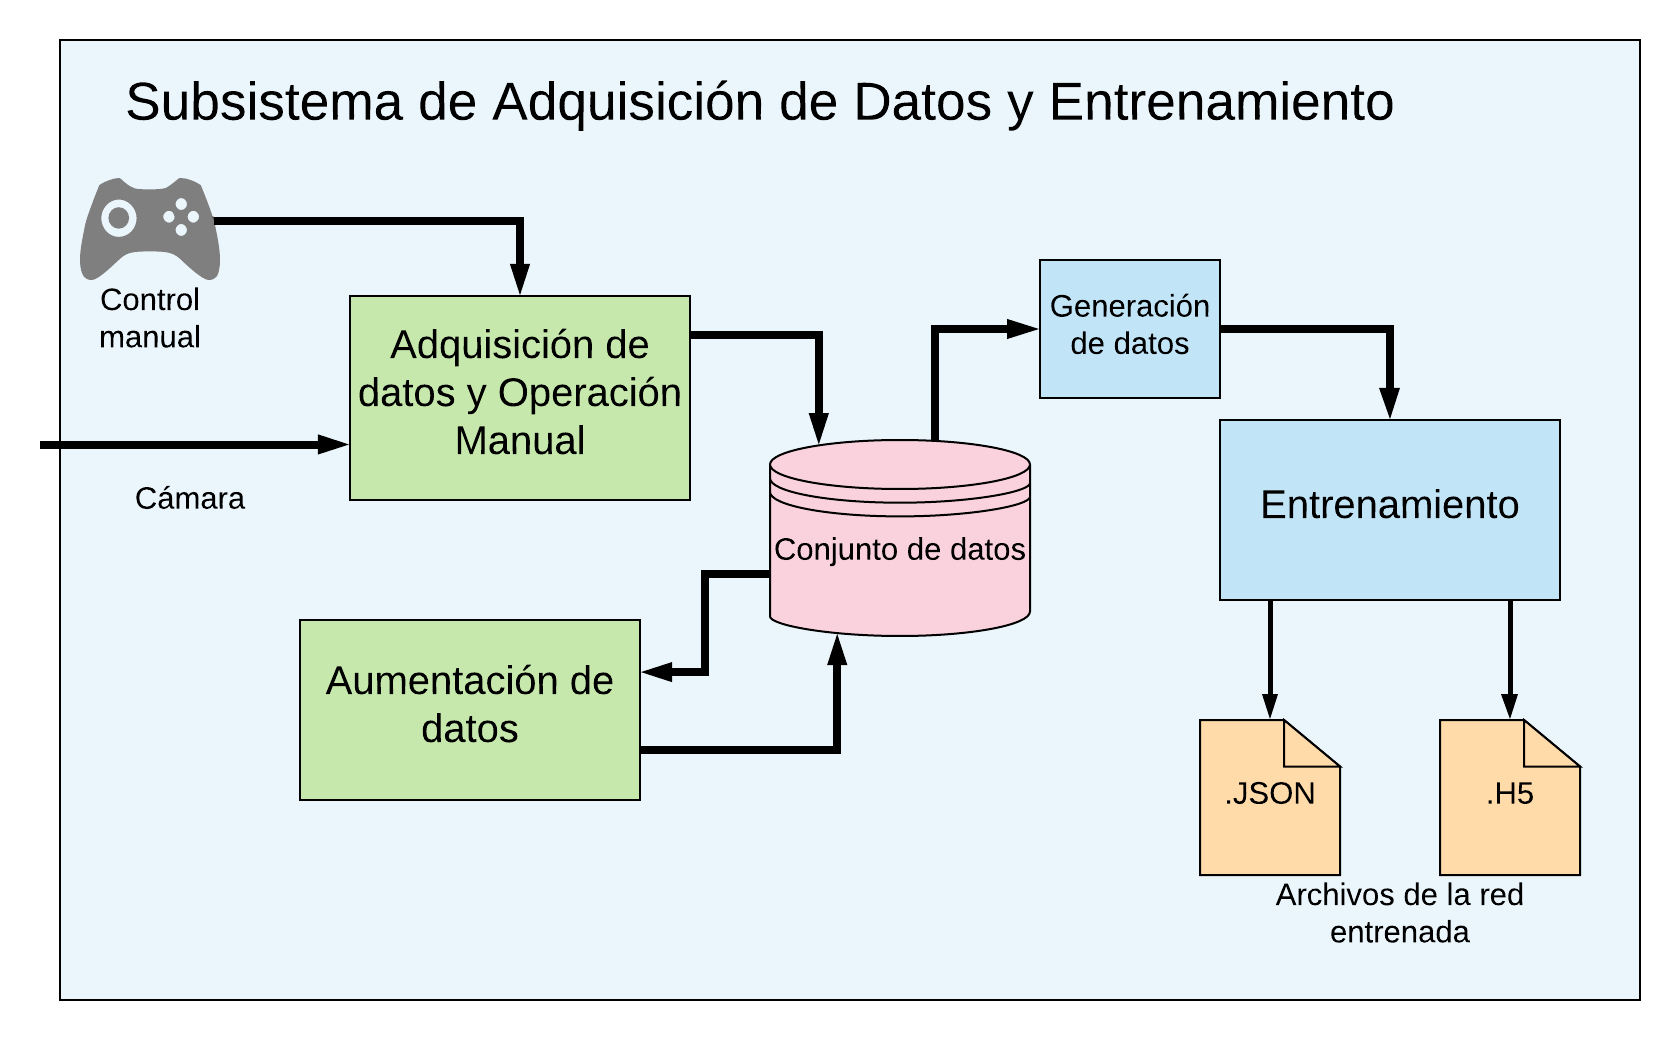 Subsistema de Adquisición de Datos y Entrenamiento
Control
manual
Adquisición de
datos y Operación
Manual
Cámara
Generación
de datos
Entrenamiento
Conjunto de datos
Aumentación de
datos
.JSON
.H5
Archivos de la red
entrenada